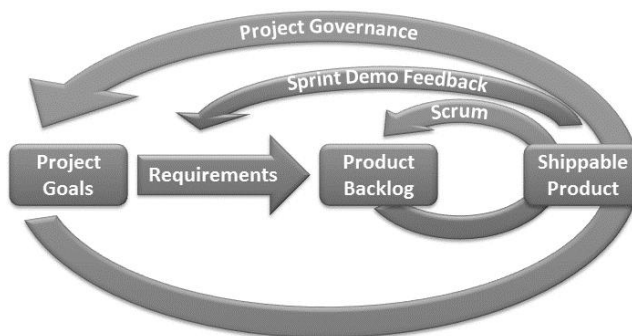 Project Governance
Sprint Demo Feedback
Scrum
Project
Goals
Requirements
Product
Backlog
Shippable
Product